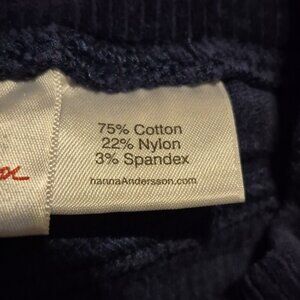 75% Cotton
22% Nylon
3% Spandex
hannaAndersson.com